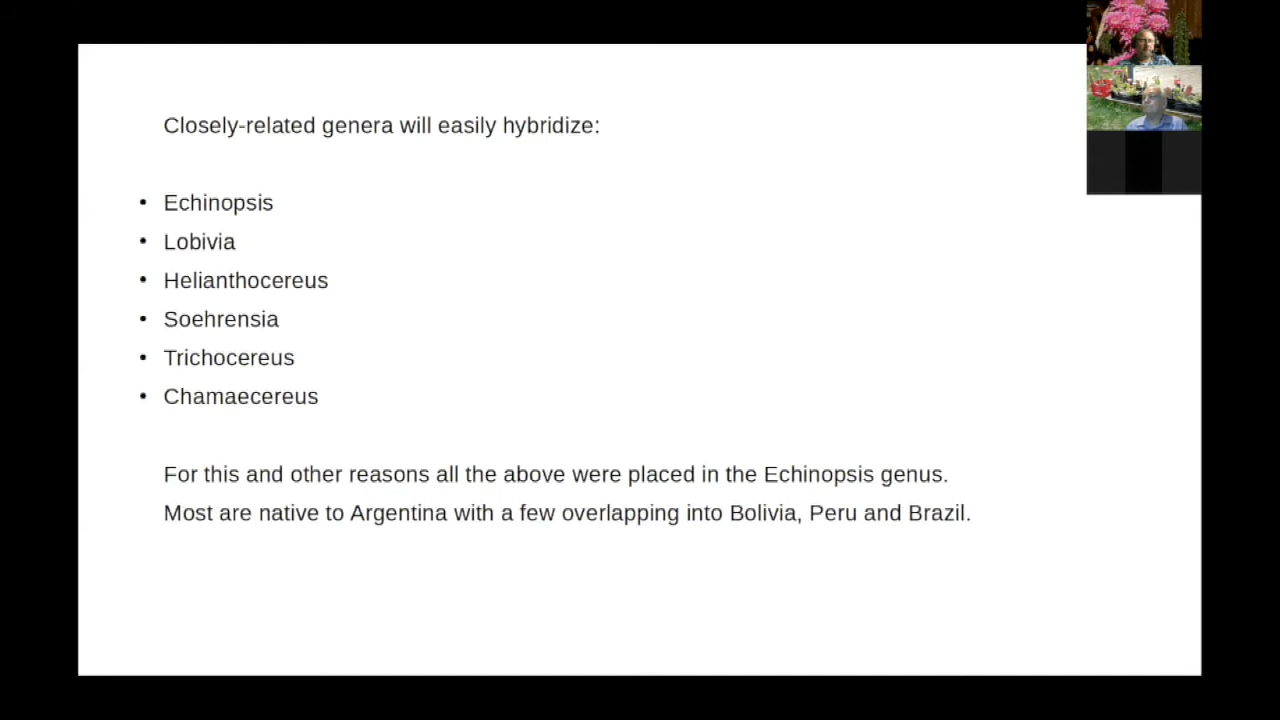 Closely-related genera will easily hybridize:
• Echinopsis
• Lobivia
• Helianthocereus
• Soehrensia
• Trichocereus
• Chamaecereus
For this and other reasons all the above were placed in the Echinopsis genus.
Most are native to Argentina with a few overlapping into Bolivia, Peru and Brazil.